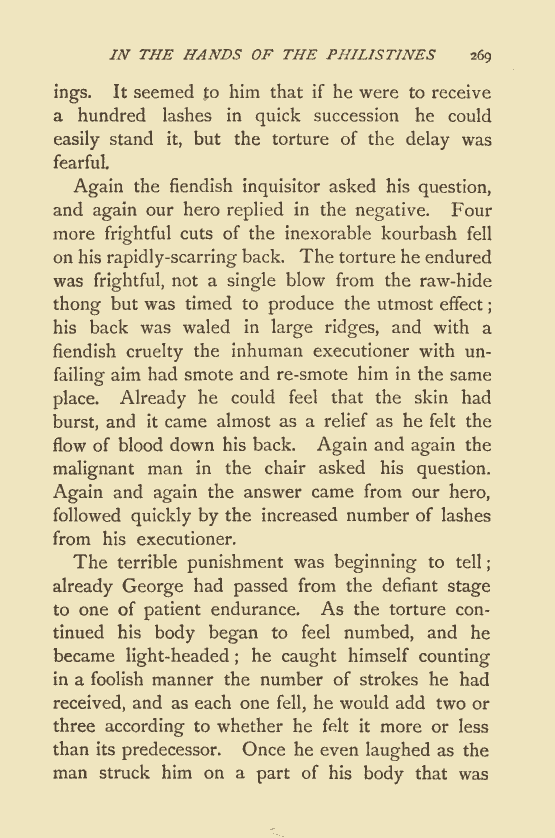 IN THE HANDS OF THE PHILISTINES 269
ings. It seemed to him that if he were to receive
a hundred lashes in quick succession he could
easily stand it, but the torture of the delay was
fearful.
Again the fiendish inquisitor asked his question,
and again our hero replied in the negative. Four
more frightful cuts of the inexorable kourbash fell
on his rapidly-scarring back. The torture he endured
was frightful, not a single blow from the raw-hide
thong but was timed to produce the utmost effect ;
his back was waled in large ridges, and with a
fiendish cruelty the inhuman executioner with un-
failing aim had smote and re-smote him in the same
place. Already he could feel that the skin had
burst, and it came almost as a relief as he felt the
flow of blood down his back. Again and again the
malignant man in the chair asked his question.
Again and again the answer came from our hero,
followed quickly by the increased number of lashes
from his executioner.
The terrible punishment was beginning to tell ;
already George had passed from the defiant stage
to one of patient endurance. As the torture con-
tinued his body began to feel numbed, and he
became light-headed ; he caught himself counting
in a foolish manner the number of strokes he had
received, and as each one fell, he would add two or
three according to whether he felt it more or less
than its predecessor. Once he even laughed as the
man struck him on a part of his body that was